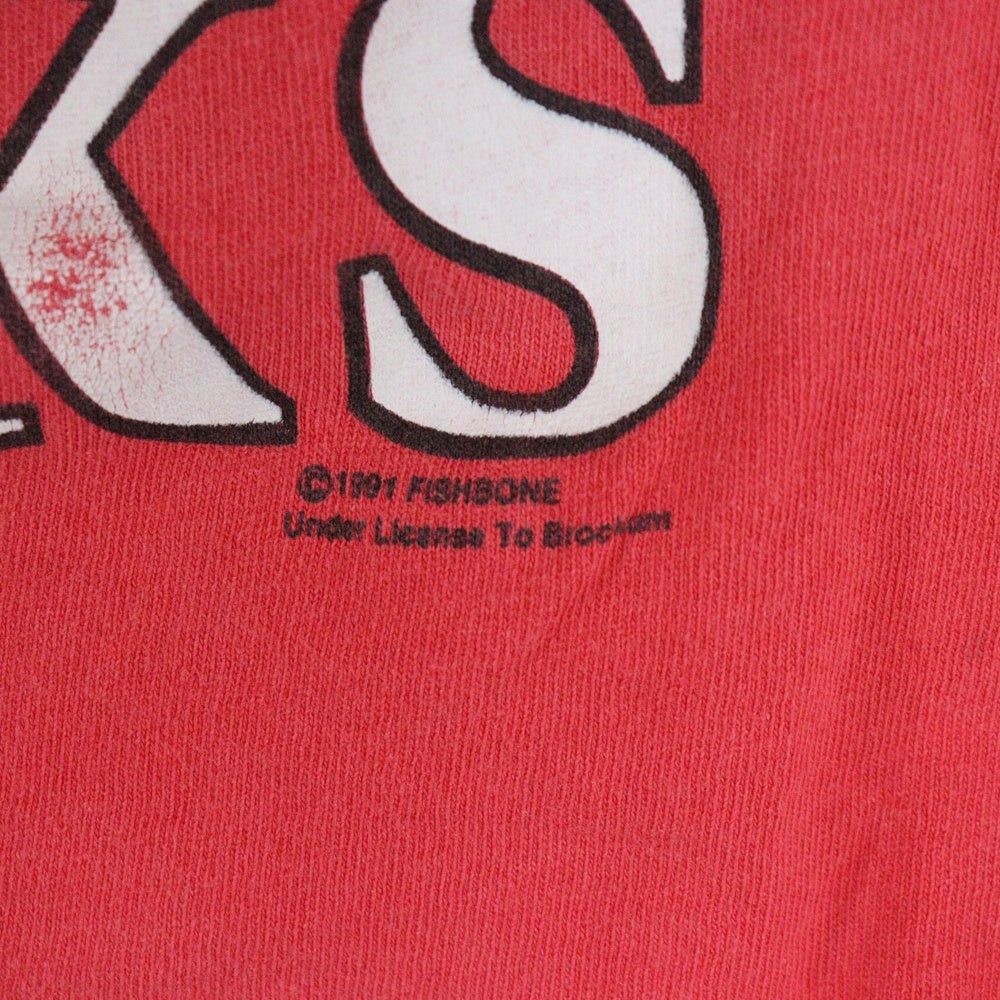 KS
©1991 FISHBONE
Under License To Brockum